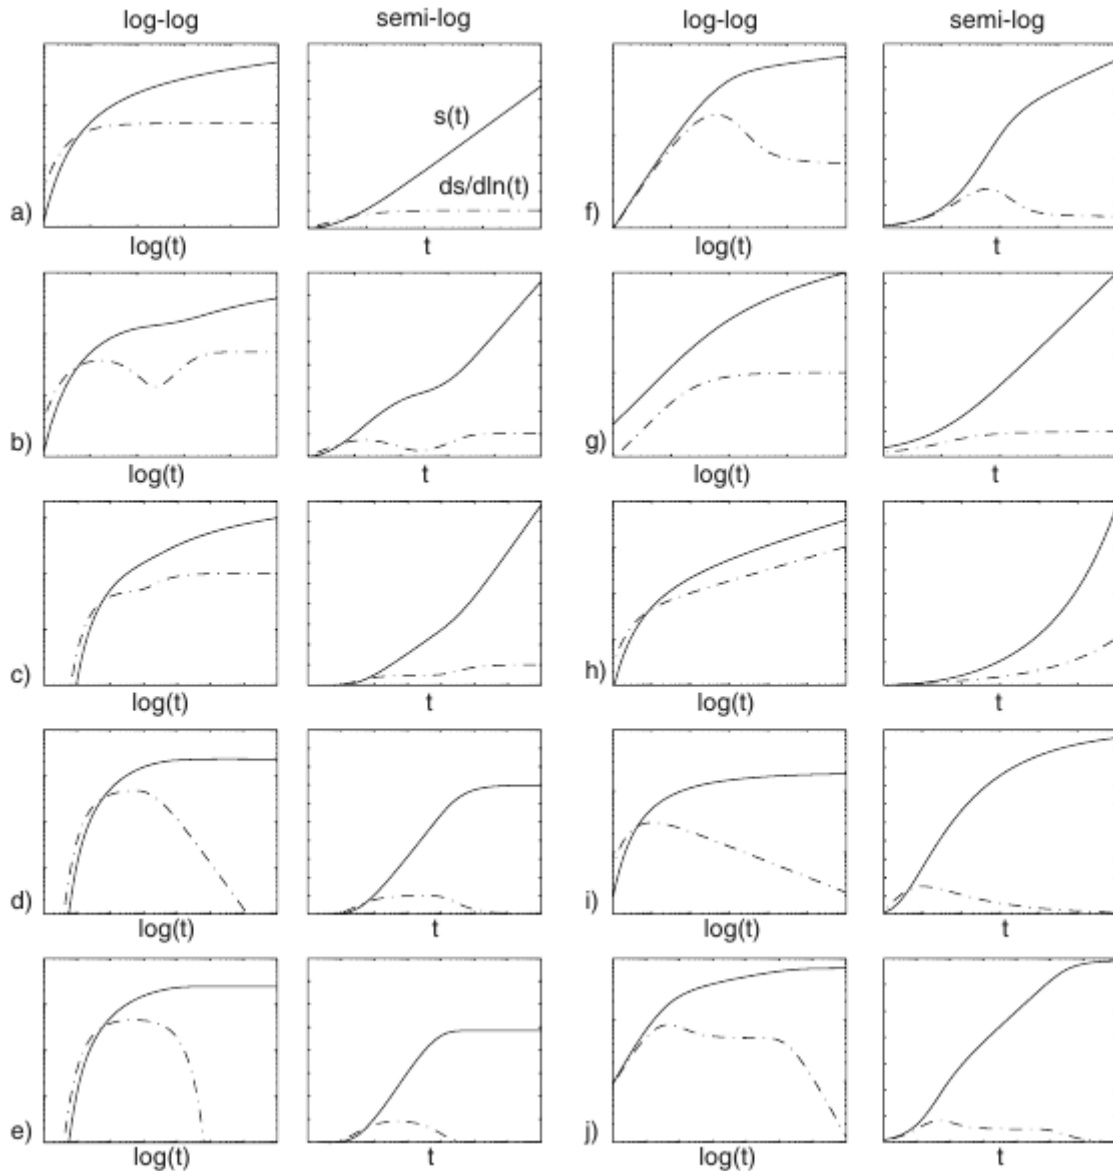 log-log semi-log log-log semi-log
s(t)
ds/dln(t)
a) f)
log(t) t log(t) t
b) g)
log(t) t log(t) t
c) h)
log(t) t log(t) t
d) i)
log(t) t log(t) t
e) j)
log(t) t log(t) t